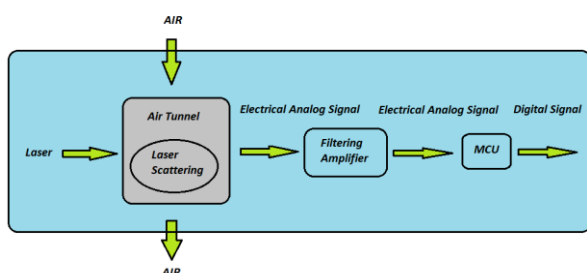 AIR
Air Tunnel
Electrical Analog Signal
Electrical Analog Signal
Digital Signal
Laser
Laser
Scattering
Filtering
Amplifier
MCU
AIR